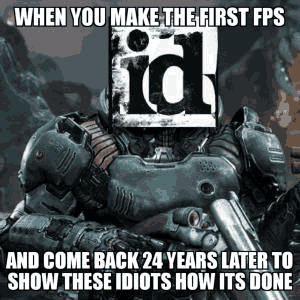 WHEN YOU MAKE THE FIRST FPS
id
AND COME BACK 24 YEARS LATER TO
SHOW THESE IDIOTS HOW ITS DONE